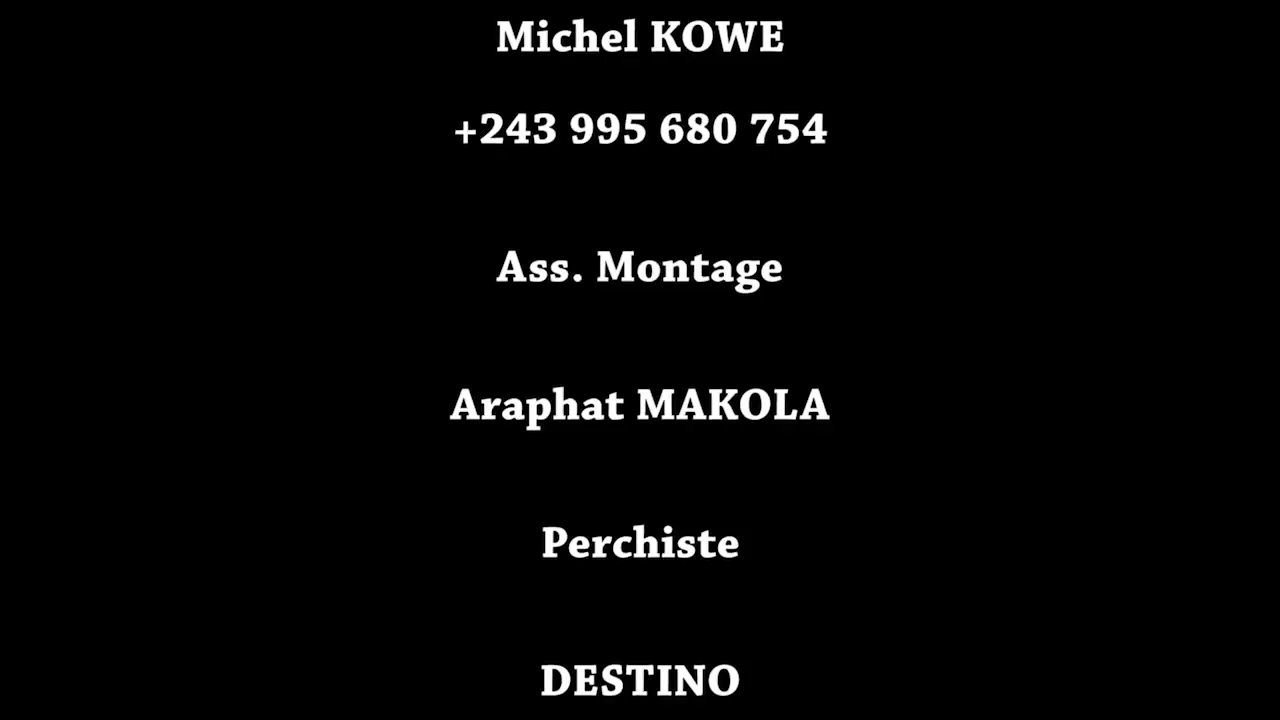 Michel KOWE
+243 995 680 754
Ass. Montage
Araphat MAKOLA
Perchiste
DESTINO